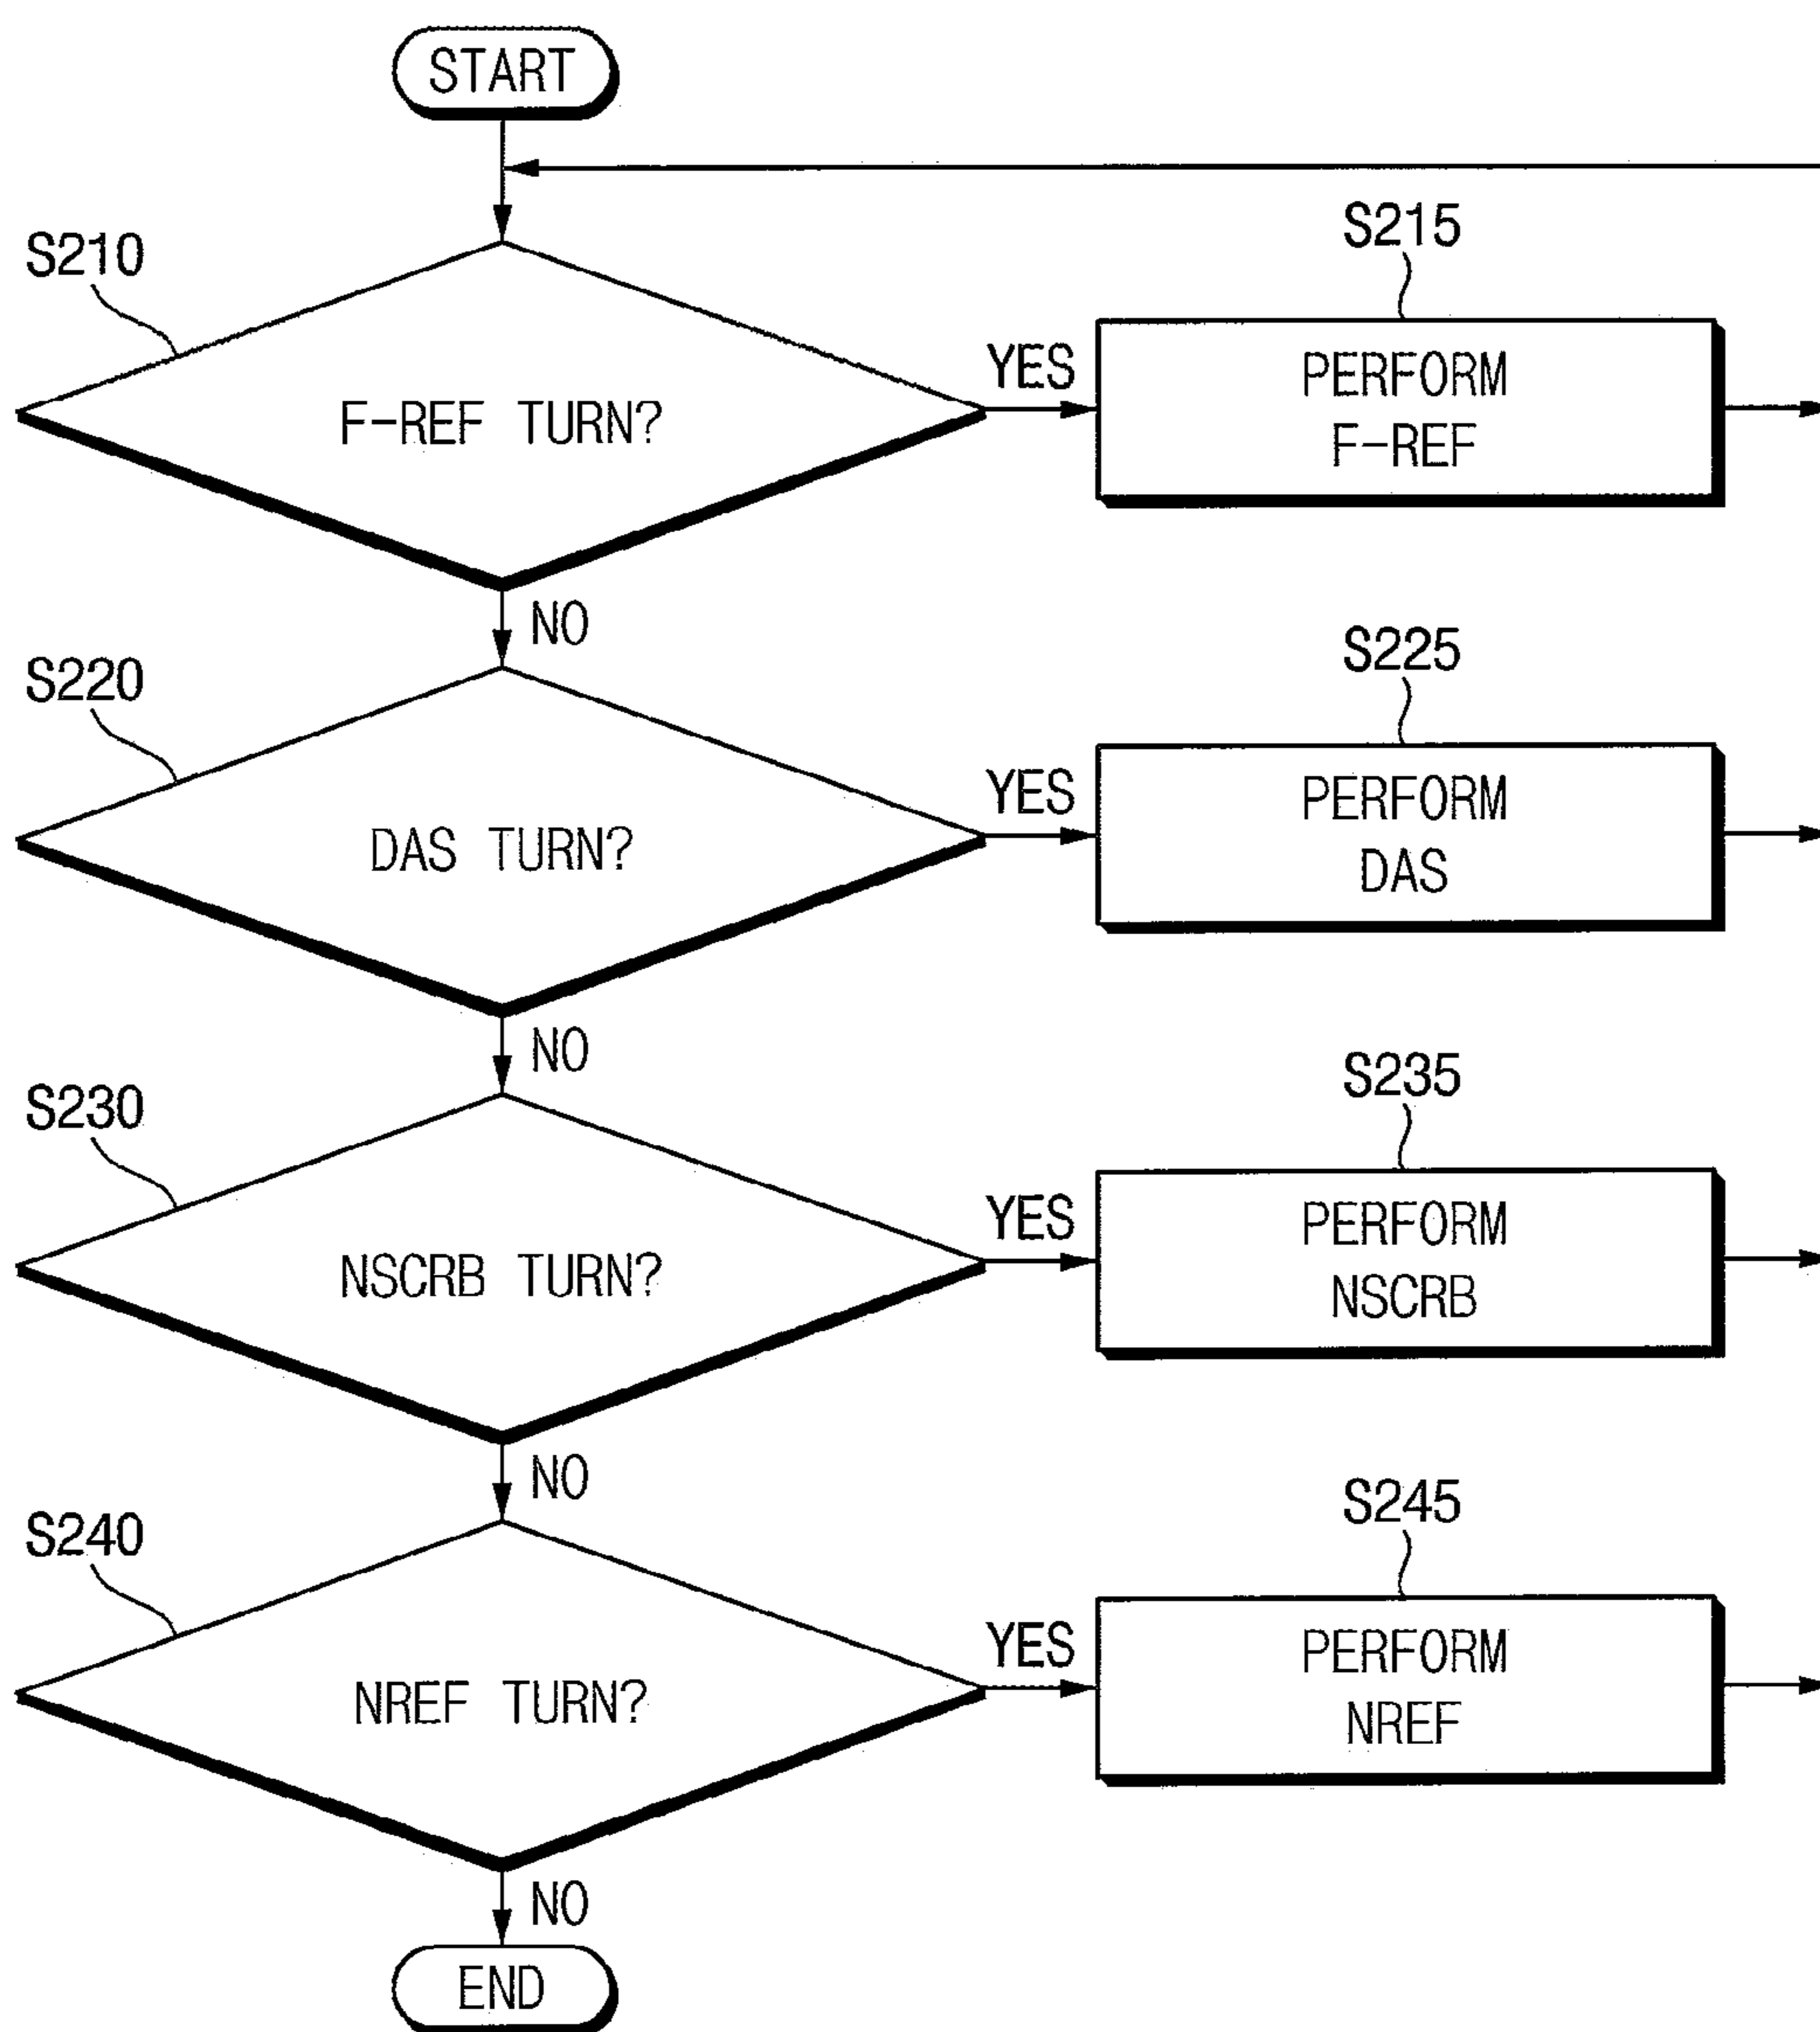 START
S210
F-REF TURN?
YES
S215
PERFORM
F-REF
NO
S220
DAS TURN?
YES
S225
PERFORM
DAS
NO
S230
NSCRB TURN?
YES
S235
PERFORM
NSCRB
NO
S240
NREF TURN?
YES
S245
PERFORM
NREF
NO
END